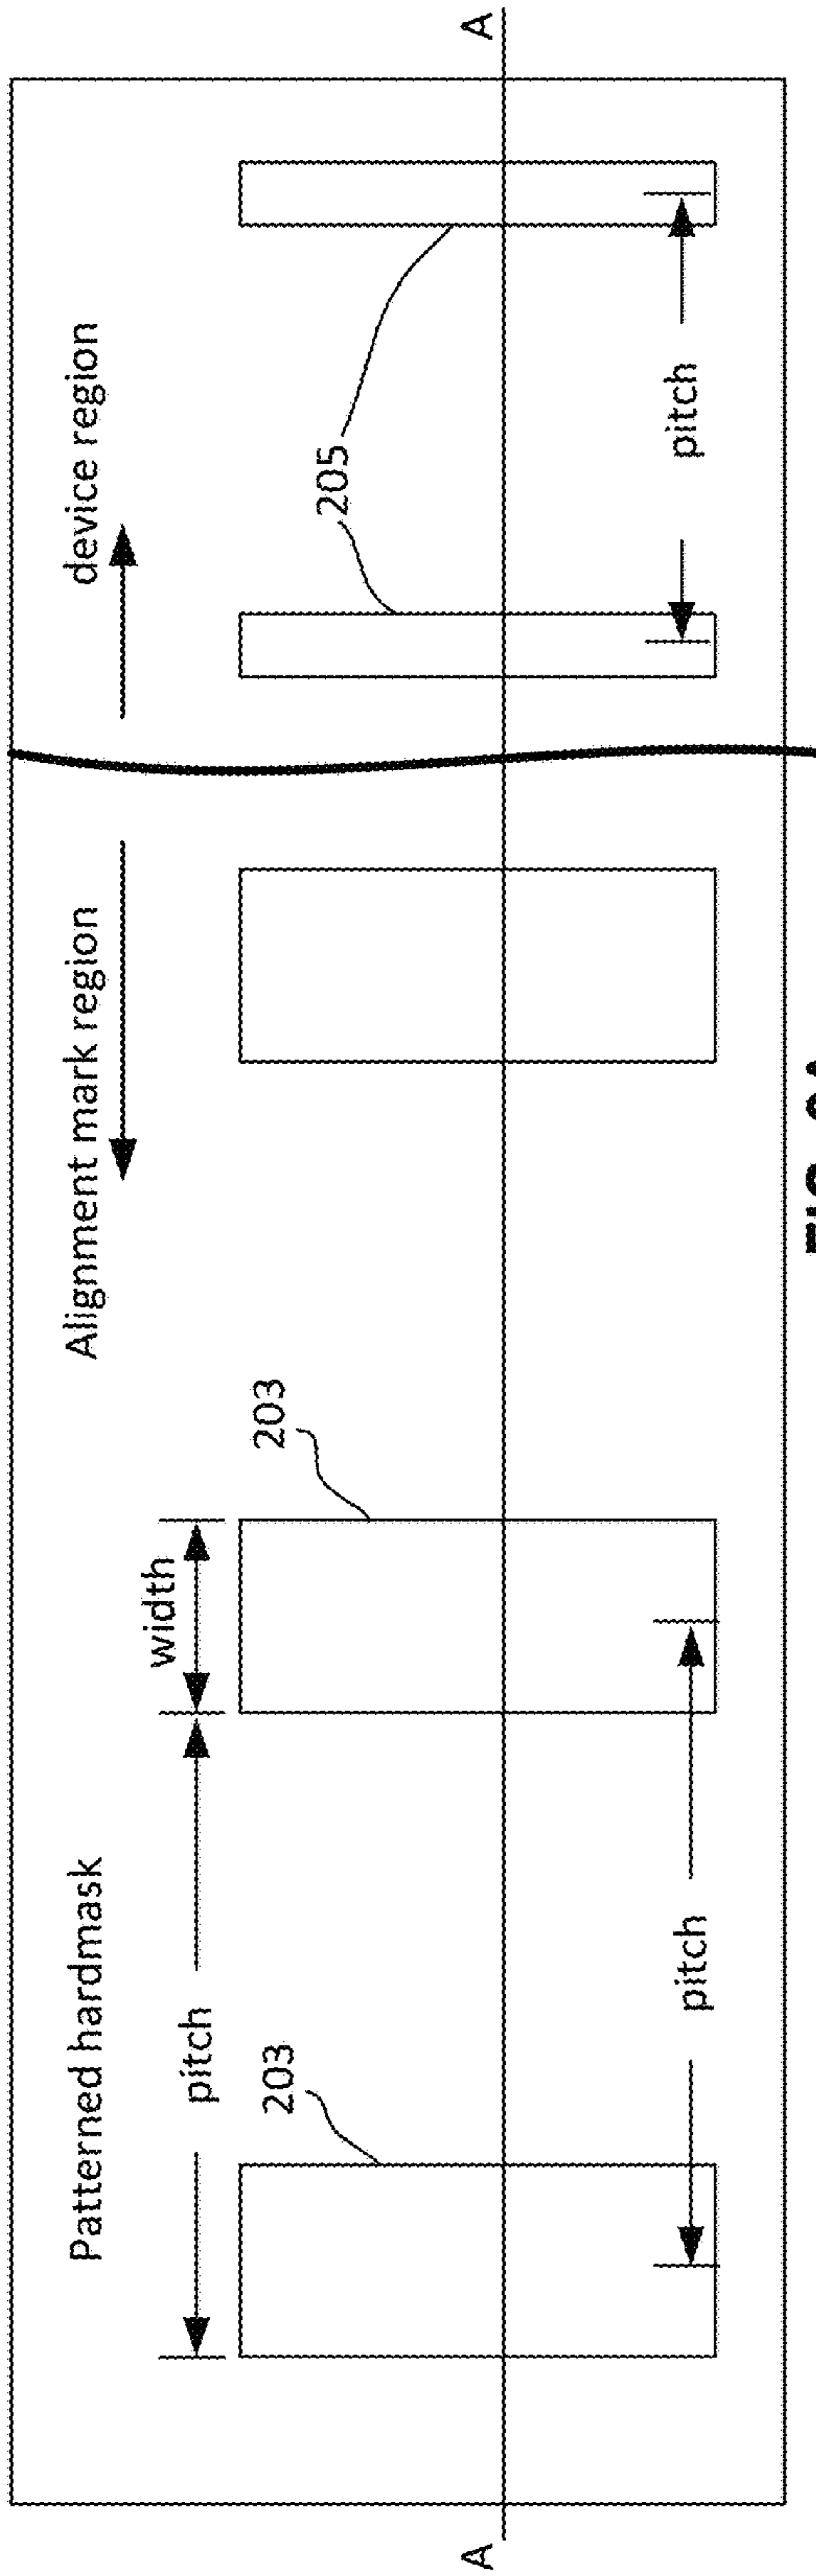 Patterned hardmask
Alignment mark region
device region
pitch
width
203
203
205
pitch
pitch
A
A